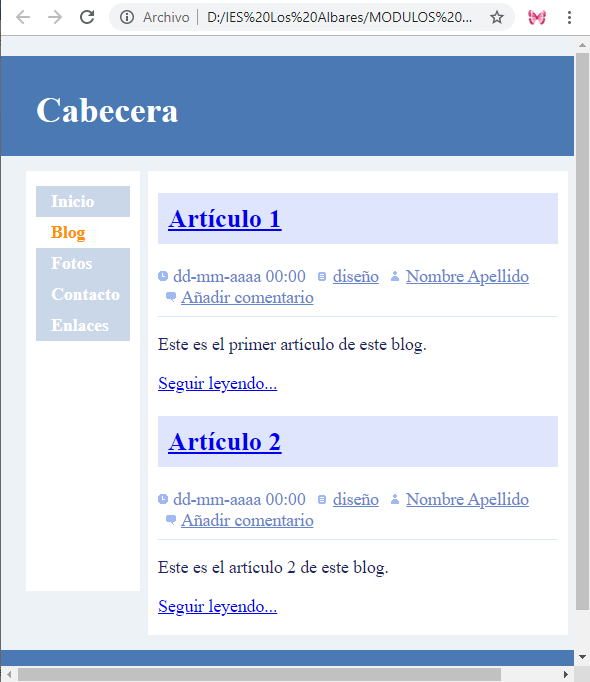 Archivo | D:/IES%20Los%20Albares/MODULOS%20...
Cabecera
Inicio
Blog
Fotos
Contacto
Enlaces
Artículo 1
dd-mm-aaaa 00:00 diseño Nombre Apellido
Añadir comentario
Este es el primer artículo de este blog.
Seguir leyendo...
Artículo 2
dd-mm-aaaa 00:00 diseño Nombre Apellido
Añadir comentario
Este es el artículo 2 de este blog.
Seguir leyendo...